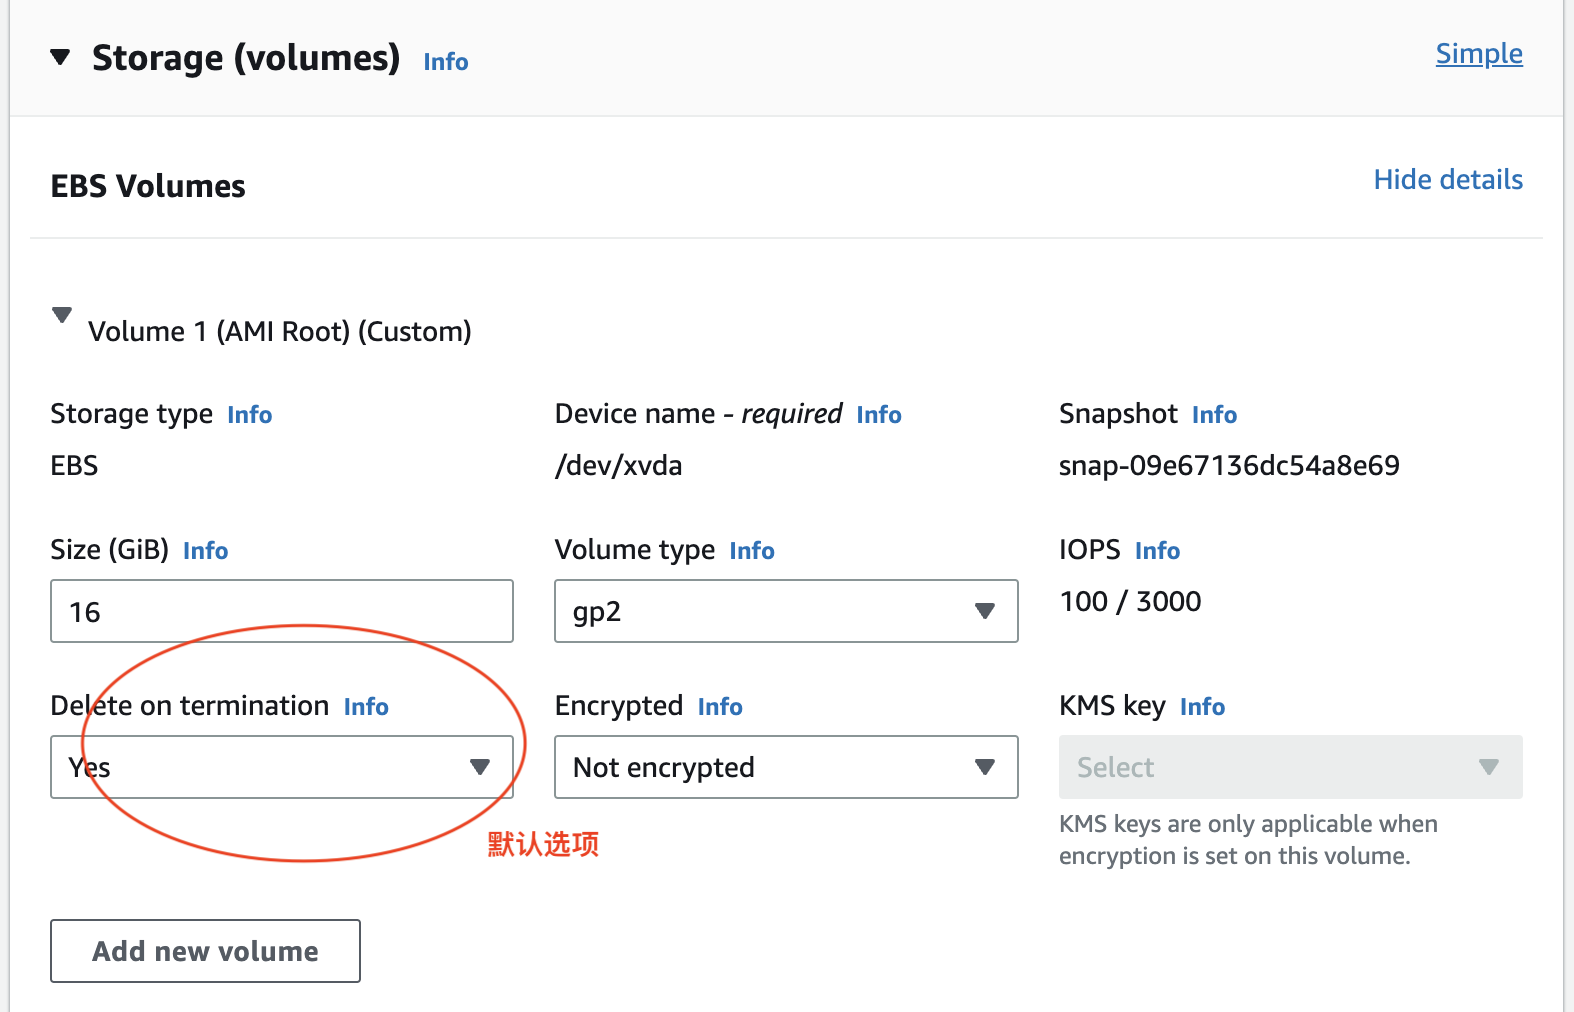 Storage (volumes) Info Simple
EBS Volumes Hide details
Volume 1 (AMI Root) (Custom)
Storage type Info Device name - required Info Snapshot Info
EBS /dev/xvda snap-09e67136dc54a8e69
Size (GiB) Info Volume type Info IOPS Info
16 gp2 100 / 3000
Delete on termination Info Encrypted Info KMS key Info
Yes Not encrypted Select
默认选项
KMS keys are only applicable when
encryption is set on this volume.
Add new volume